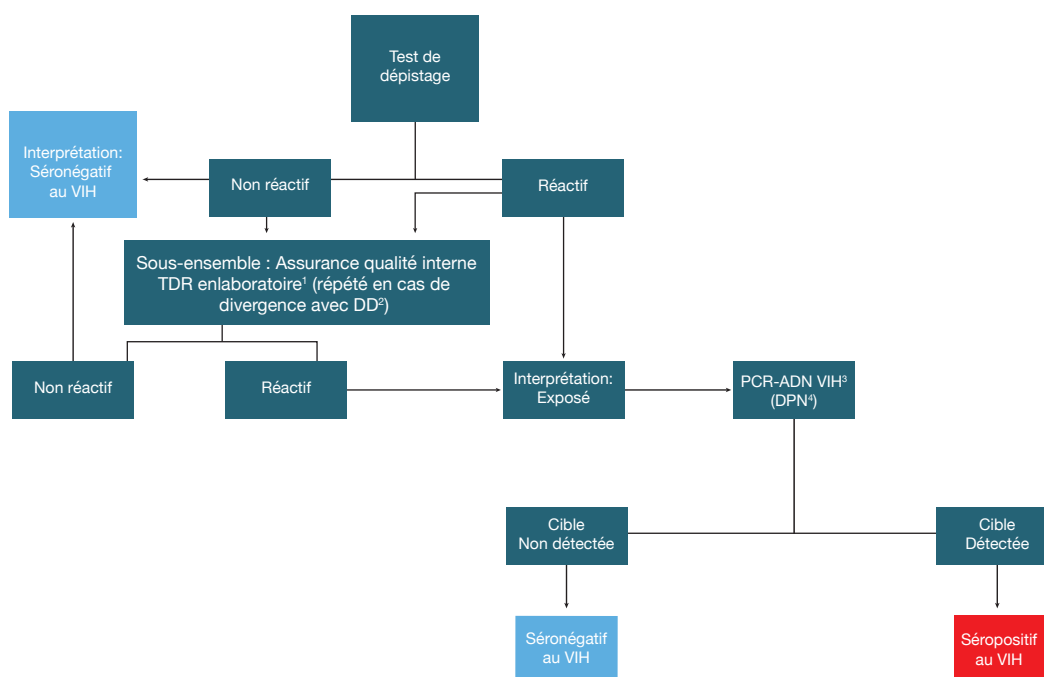 Test de
dépistage
Interprétation:
Séronégatif
au VIH
Non réactif
Réactif
Sous-ensemble : Assurance qualité interne
TDR enlaboratoire¹ (répété en cas de
divergence avec DD²)
Non réactif
Réactif
Interprétation:
Exposé
PCR-ADN VIH³
(DPN⁴)
Cible
Non détectée
Cible
Détectée
Séronégatif
au VIH
Séropositif
au VIH